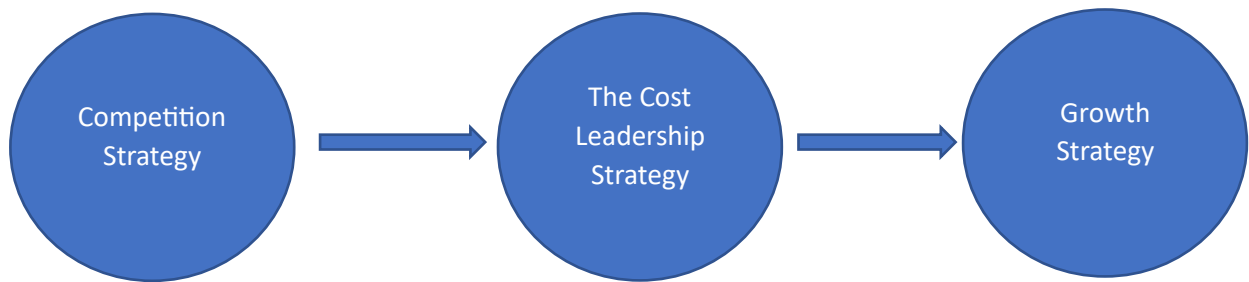 Competition
Strategy
The Cost
Leadership
Strategy
Growth
Strategy